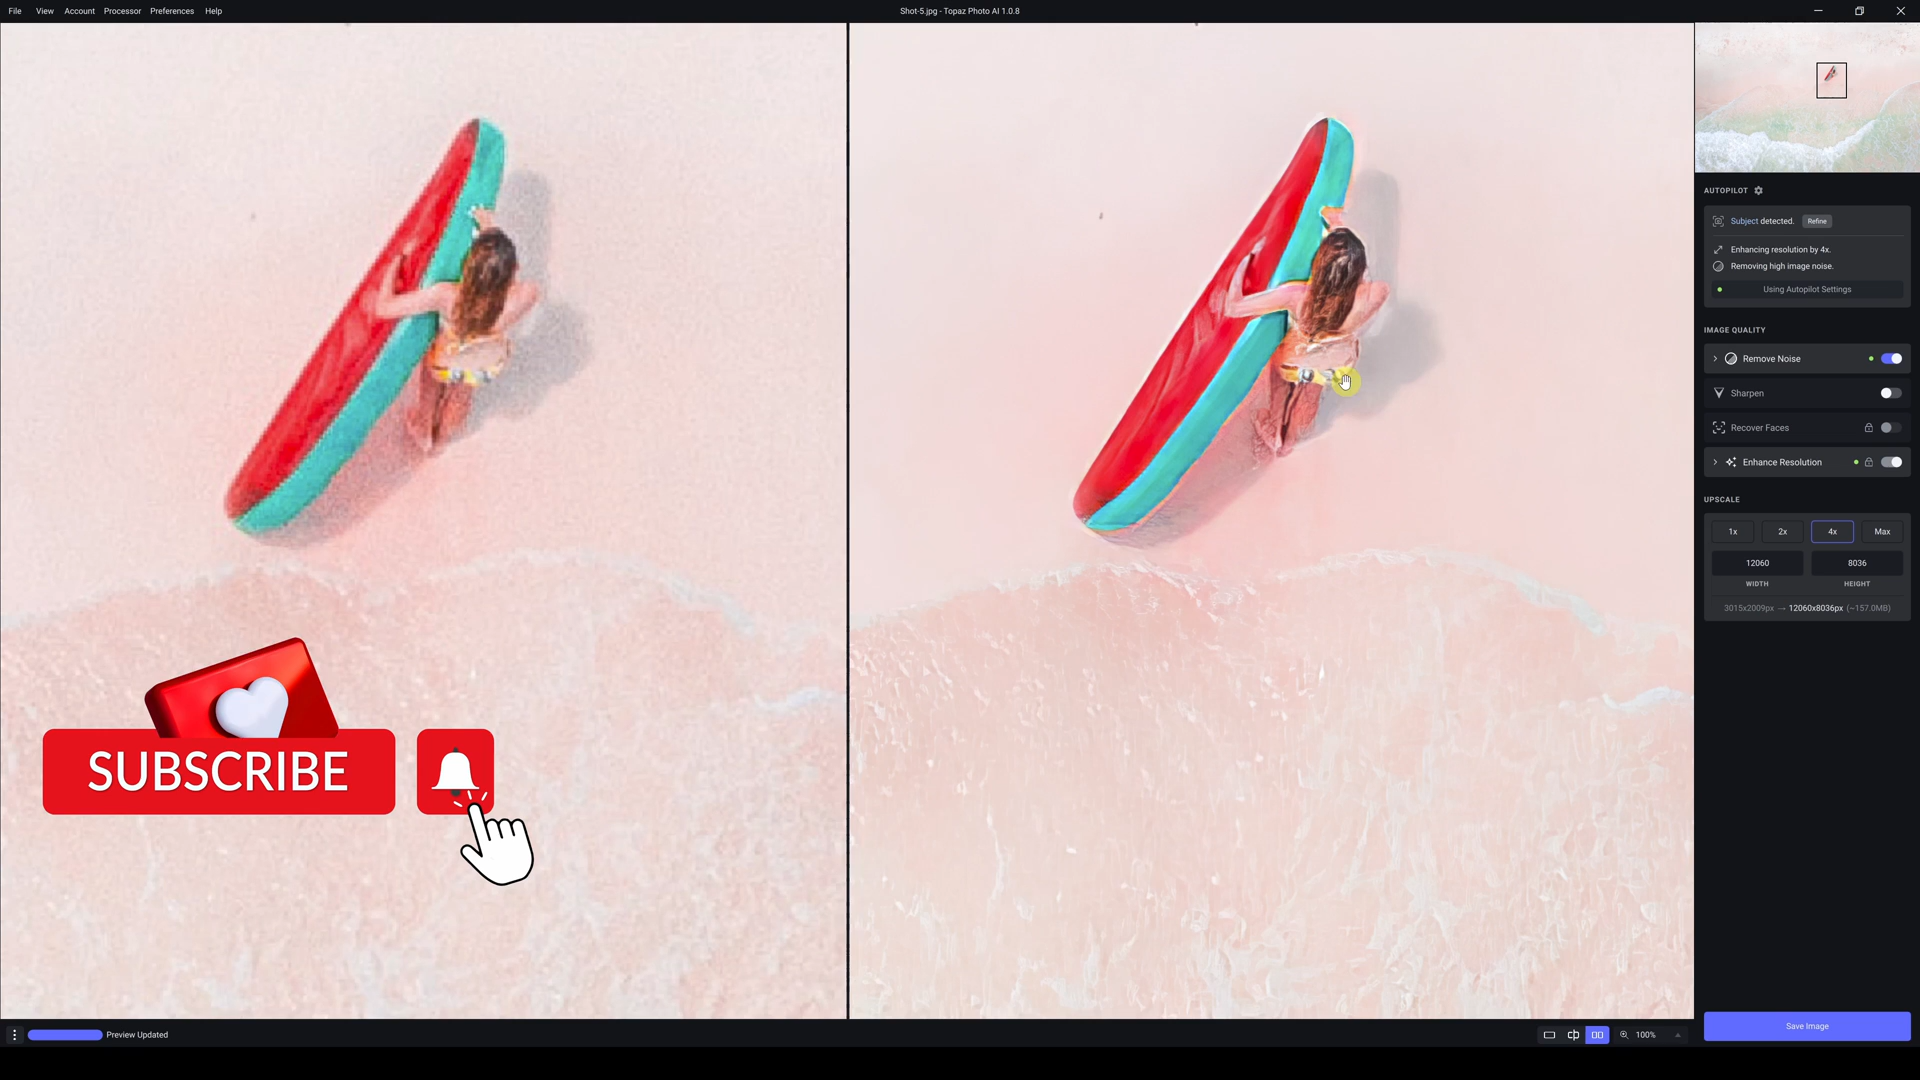 File View Account Processor Preferences Help
Shot-5.jpg - Topaz Photo AI 1.0.8
AUTOPILOT
Subject detected. Refine
Enhancing resolution by 4x.
Removing high image noise.
Using Autopilot Settings
IMAGE QUALITY
Remove Noise
Sharpen
Recover Faces
Enhance Resolution
UPSCALE
1x 2x 4x Max
12060 8036
WIDTH HEIGHT
3015x2009px → 12060x8036px (~157.0MB)
SUBSCRIBE
Preview Updated
100%
Save Image